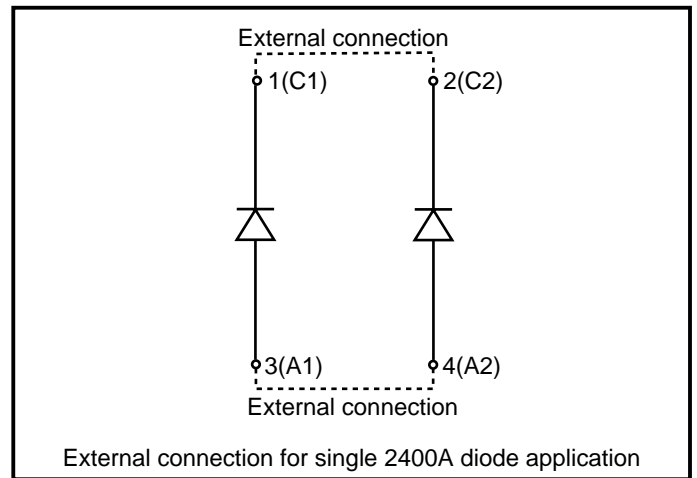 External connection
1(C1) 2(C2)
3(A1) 4(A2)
External connection
External connection for single 2400A diode application